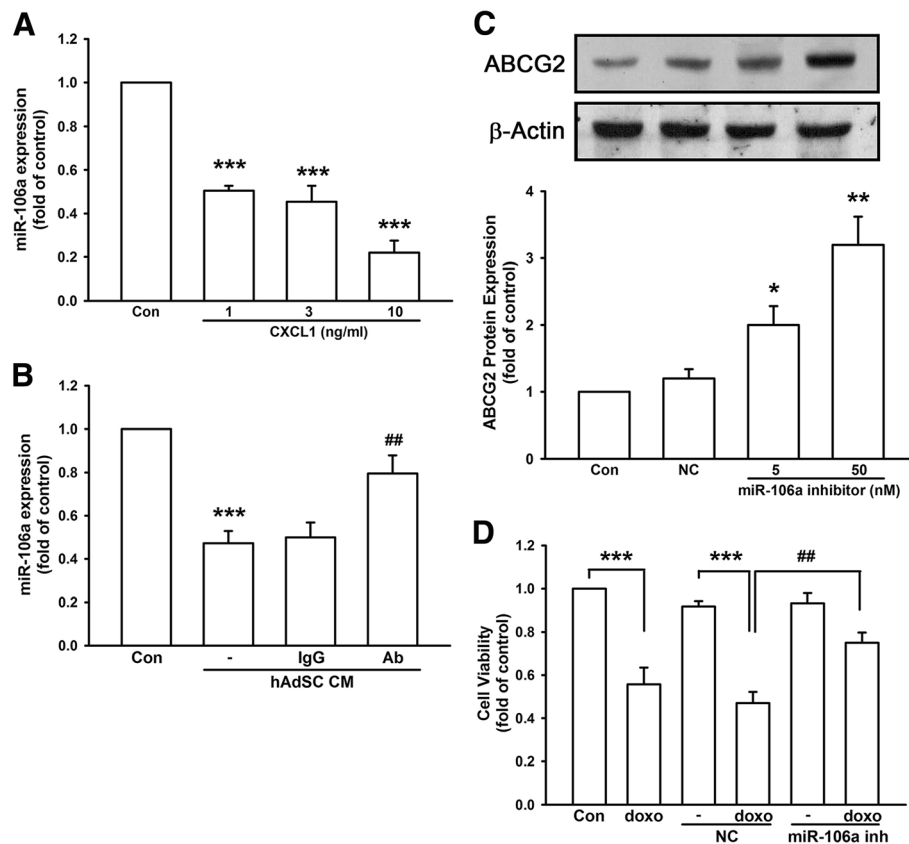 A
1.2
1.0
0.8
0.6
0.4
0.2
0.0
miR-106a expression
(fold of control)
***
***
***
Con
1
3
10
CXCL1 (ng/ml)
B
1.2
1.0
0.8
0.6
0.4
0.2
0.0
miR-106a expression
(fold of control)
***
##
Con
-
IgG
Ab
hAdSC CM
C
ABCG2
β-Actin
4
3
2
1
0
ABCG2 Protein Expression
(fold of control)
*
**
Con
NC
5
50
miR-106a inhibitor (nM)
D
1.2
1.0
0.8
0.6
0.4
0.2
0.0
Cell Viability
(fold of control)
***
***
##
Con
doxo
-
doxo
-
doxo
NC
miR-106a inh